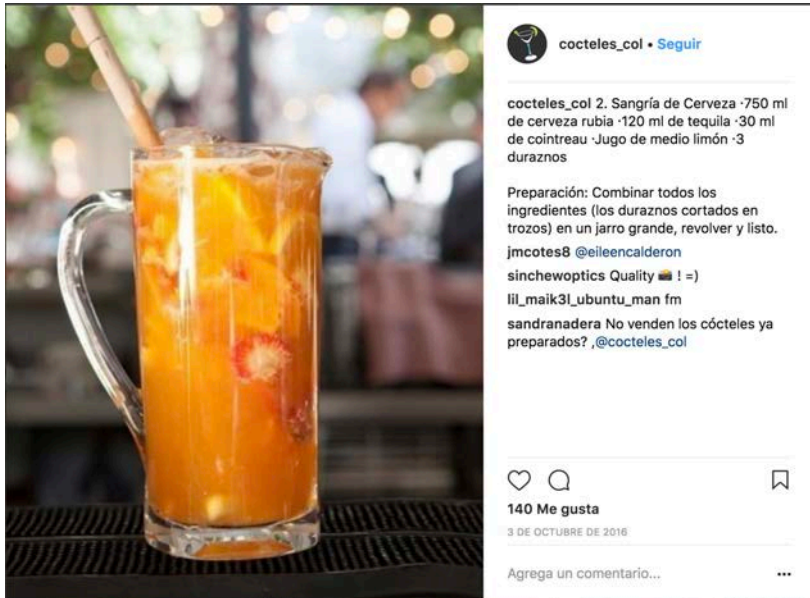 cocteles_col • Seguir
cocteles_col 2. Sangría de Cerveza ·750 ml
de cerveza rubia ·120 ml de tequila ·30 ml
de cointreau ·Jugo de medio limón ·3
duraznos
Preparación: Combinar todos los
ingredientes (los duraznos cortados en
trozos) en un jarro grande, revolver y listo.
jmcotes8 @eileencalderon
sinchewoptics Quality 📸 ! =)
lil_maik3l_ubuntu_man fm
sandranadera No venden los cócteles ya
preparados? ,@cocteles_col
140 Me gusta
3 DE OCTUBRE DE 2016
Agrega un comentario...